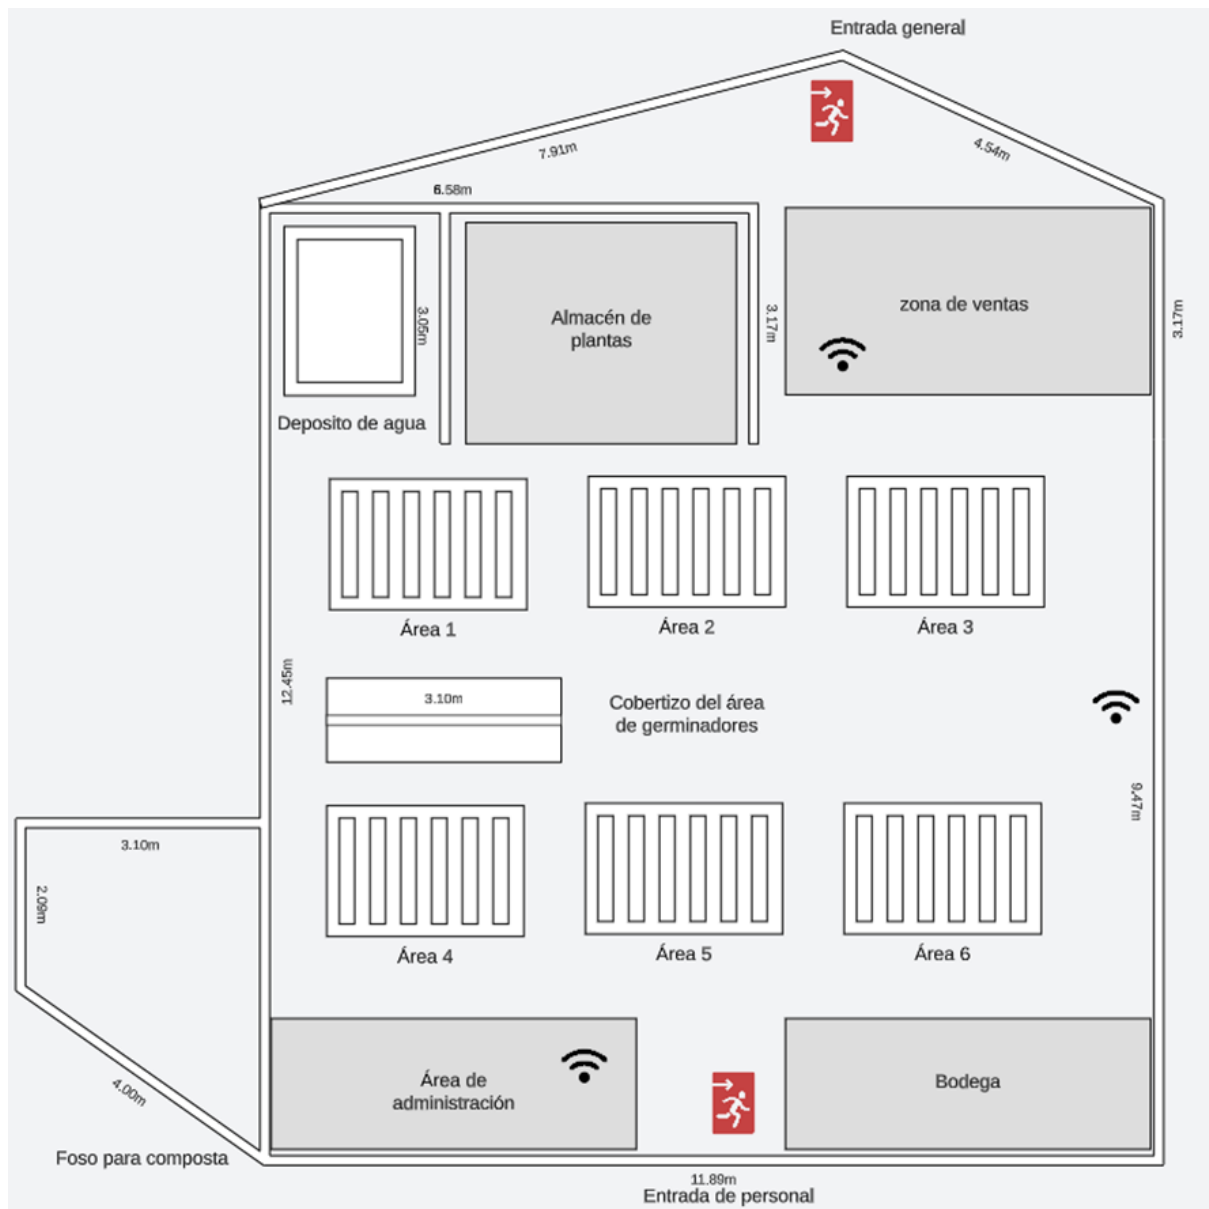 Entrada general
7.91m
4.54m
6.58m
3.05m
Almacén de
plantas
3.17m
zona de ventas
3.17m
Deposito de agua
Área 1
Área 2
Área 3
12.45m
3.10m
Cobertizo del área
de germinadores
9.47m
3.10m
2.09m
Área 4
Área 5
Área 6
4.00m
Área de
administración
Bodega
Foso para composta
11.89m
Entrada de personal